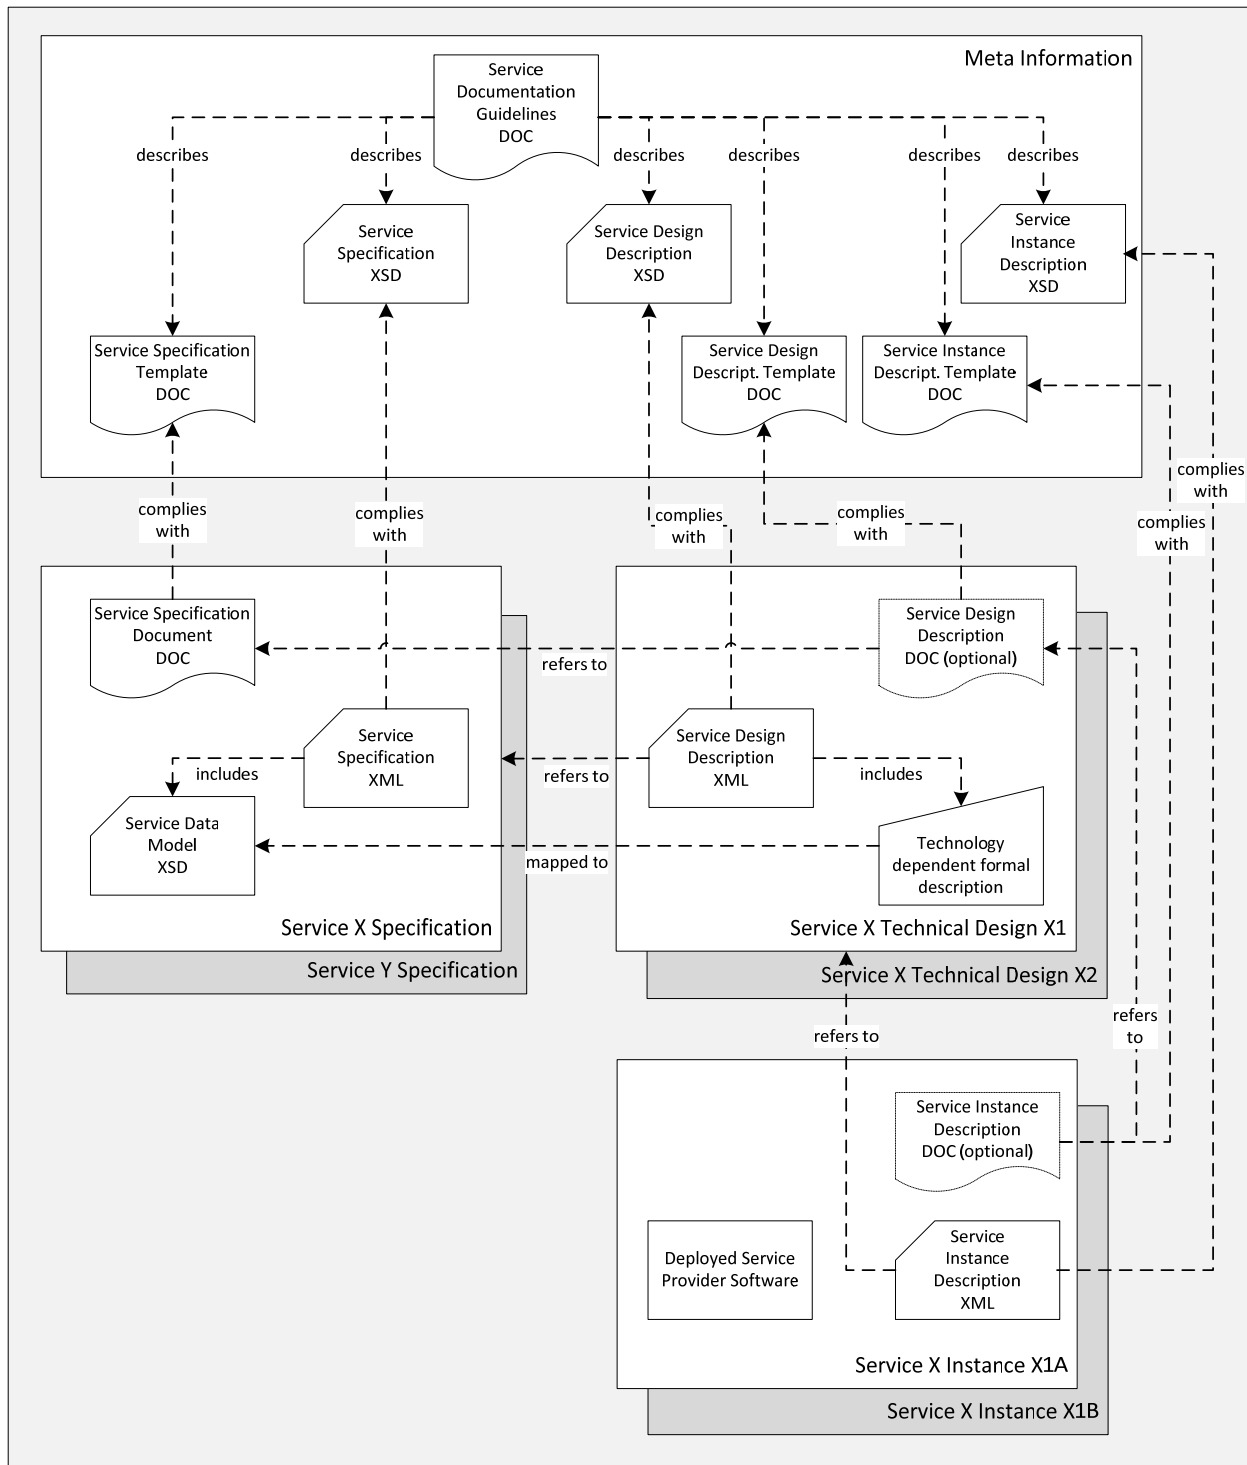 Meta Information
Service
Documentation
Guidelines
DOC
describes
describes
describes
describes
describes
describes
Service
Specification
XSD
Service Design
Description
XSD
Service
Instance
Description
XSD
Service Specification
Template
DOC
Service Design
Descript. Template
DOC
Service Instance
Descript. Template
DOC
complies
with
complies
with
complies
with
complies
with
complies
with
complies
with
Service Specification
Document
DOC
refers to
Service Design
Description
DOC (optional)
Service
Specification
XML
includes
refers to
Service Design
Description
XML
includes
Service Data
Model
XSD
mapped to
Technology
dependent formal
description
Service X Specification
Service Y Specification
Service X Technical Design X1
Service X Technical Design X2
refers to
refers
to
Service Instance
Description
DOC (optional)
Deployed Service
Provider Software
Service
Instance
Description
XML
Service X Instance X1A
Service X Instance X1B